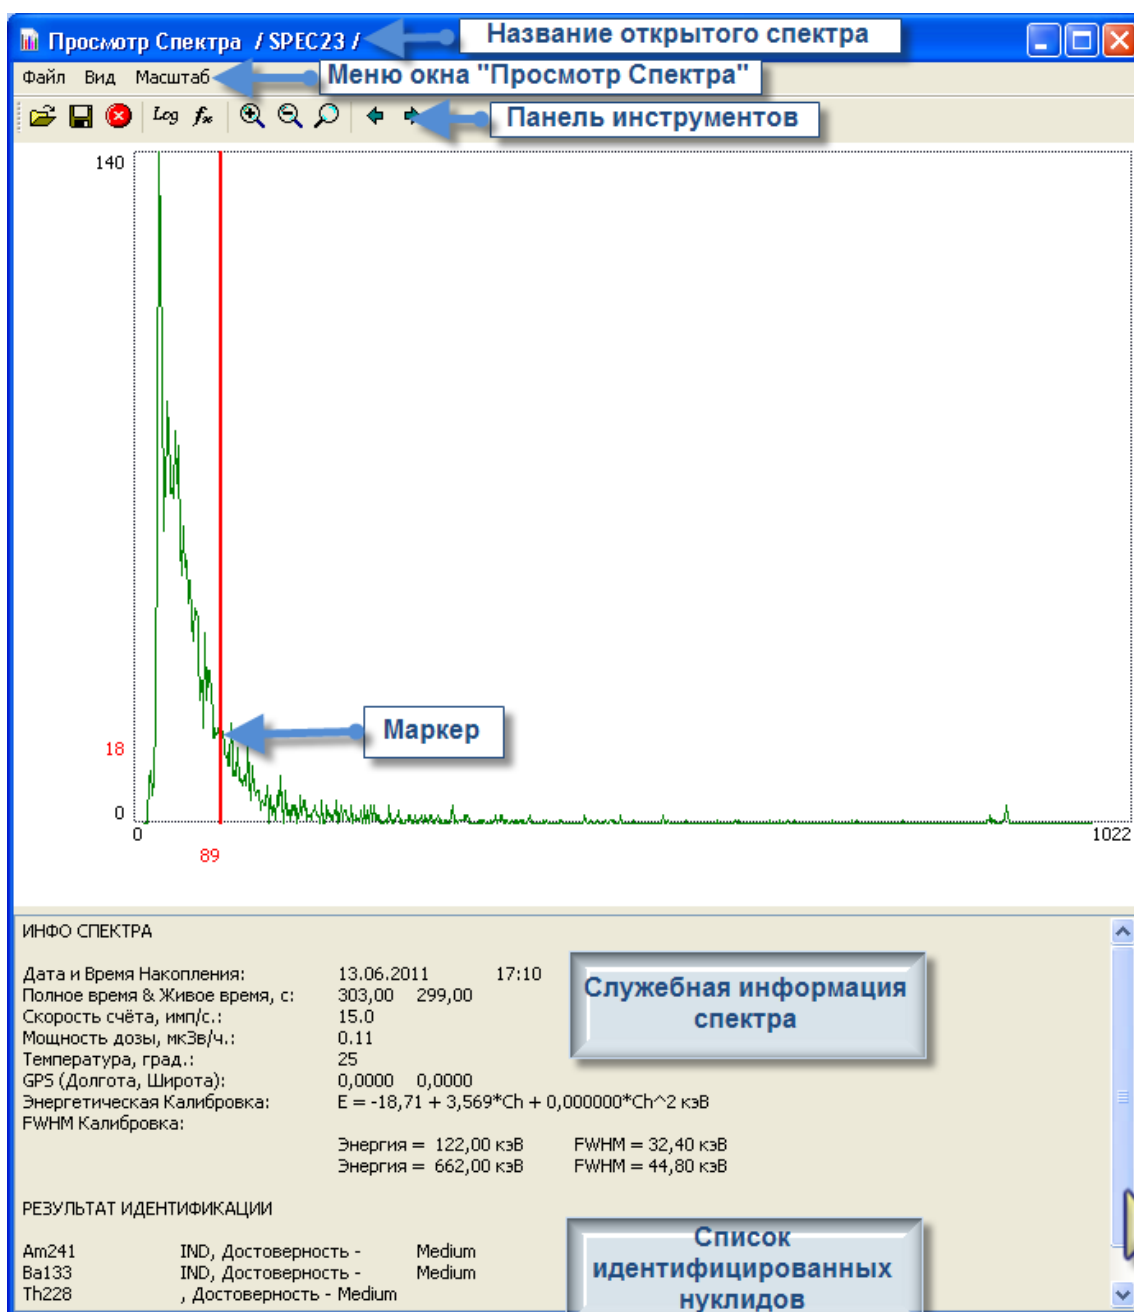 Просмотр Спектра / SPEC23 /
Название открытого спектра
Файл Вид Масштаб
Меню окна "Просмотр Спектра"
Log fx
Панель инструментов
140
Маркер
18
0
0
1022
89
ИНФО СПЕКТРА
Дата и Время Накопления: 13.06.2011 17:10
Полное время & Живое время, с: 303,00 299,00
Скорость счёта, имп/с.: 15.0
Мощность дозы, мкЗв/ч.: 0.11
Температура, град.: 25
GPS (Долгота, Широта): 0,0000 0,0000
Энергетическая Калибровка: E = -18,71 + 3,569*Ch + 0,000000*Ch^2 кэВ
FWHM Калибровка:
Энергия = 122,00 кэВ FWHM = 32,40 кэВ
Энергия = 662,00 кэВ FWHM = 44,80 кэВ
Служебная информация
спектра
РЕЗУЛЬТАТ ИДЕНТИФИКАЦИИ
Am241 IND, Достоверность - Medium
Ba133 IND, Достоверность - Medium
Th228 , Достоверность - Medium
Список
идентифицированных
нуклидов